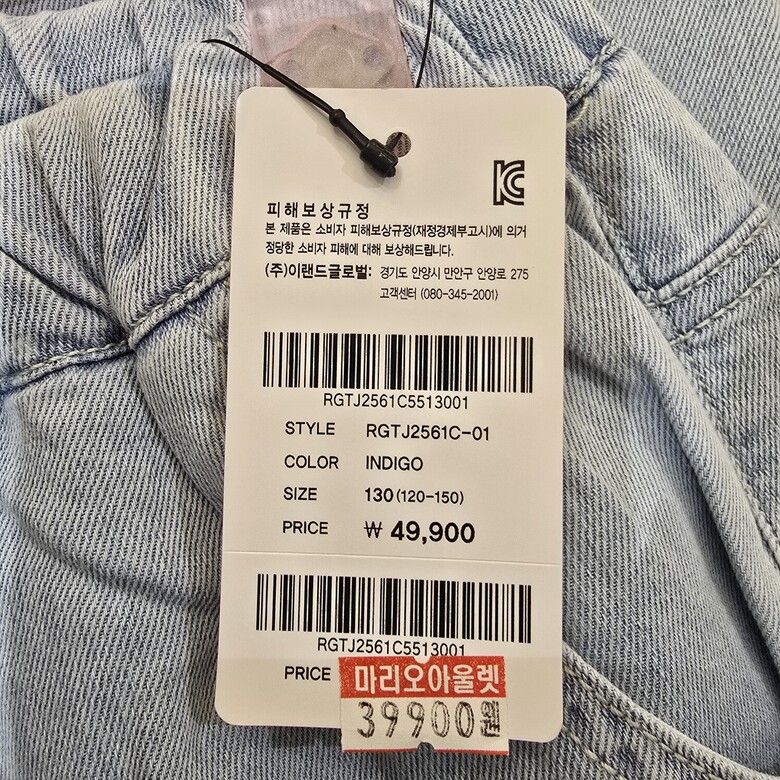 KC
피해보상규정
본 제품은 소비자 피해보상규정(재정경제부고시)에 의거
정당한 소비자 피해에 대해 보상해드립니다.
(주)이랜드글로벌: 경기도 안양시 만안구 안양로 275
고객센터 (080-345-2001)
RGTJ2561C5513001
STYLE RGTJ2561C-01
COLOR INDIGO
SIZE 130(120-150)
PRICE ₩ 49,900
RGTJ2561C5513001
PRICE 마리오아울렛
39900원